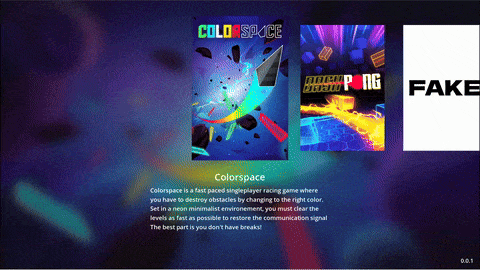 COLORSPACE
PONG
FAKE
Colorspace
Colorspace is a fast paced singleplayer racing game where
you have to destroy obstacles by changing to the right color.
Set in a neon minimalist environement, you must clear the
levels as fast as possible to restore the communication signal
The best part is you don't have breaks!
0.0.1